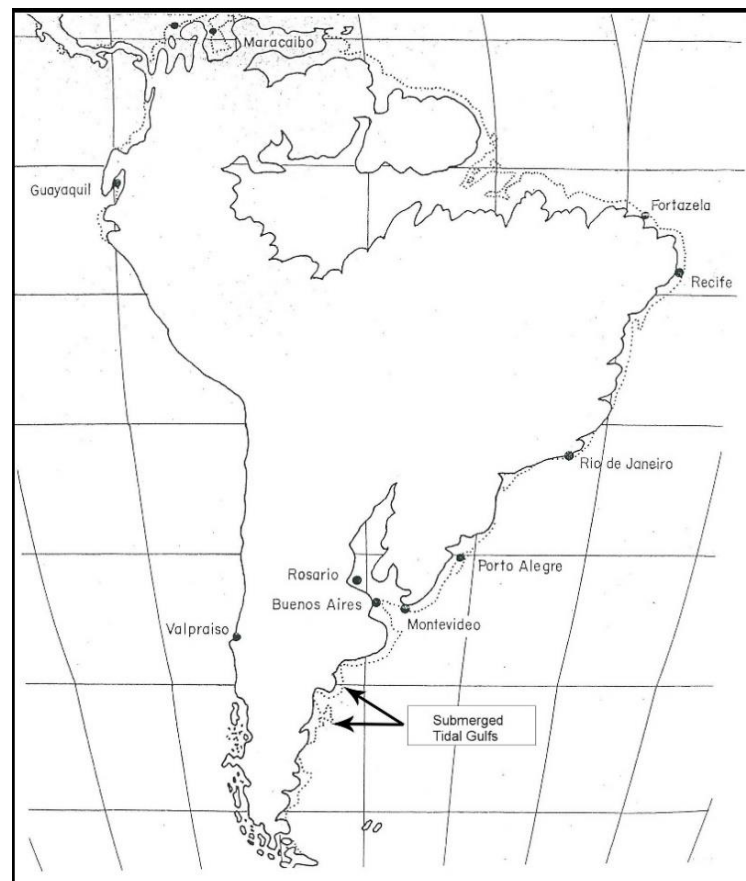 Maracaibo
Guayaquil
Fortazela
Recife
Rio de Janeiro
Porto Alegre
Rosario
Buenos Aires
Montevideo
Valpraiso
Submerged
Tidal Gulfs